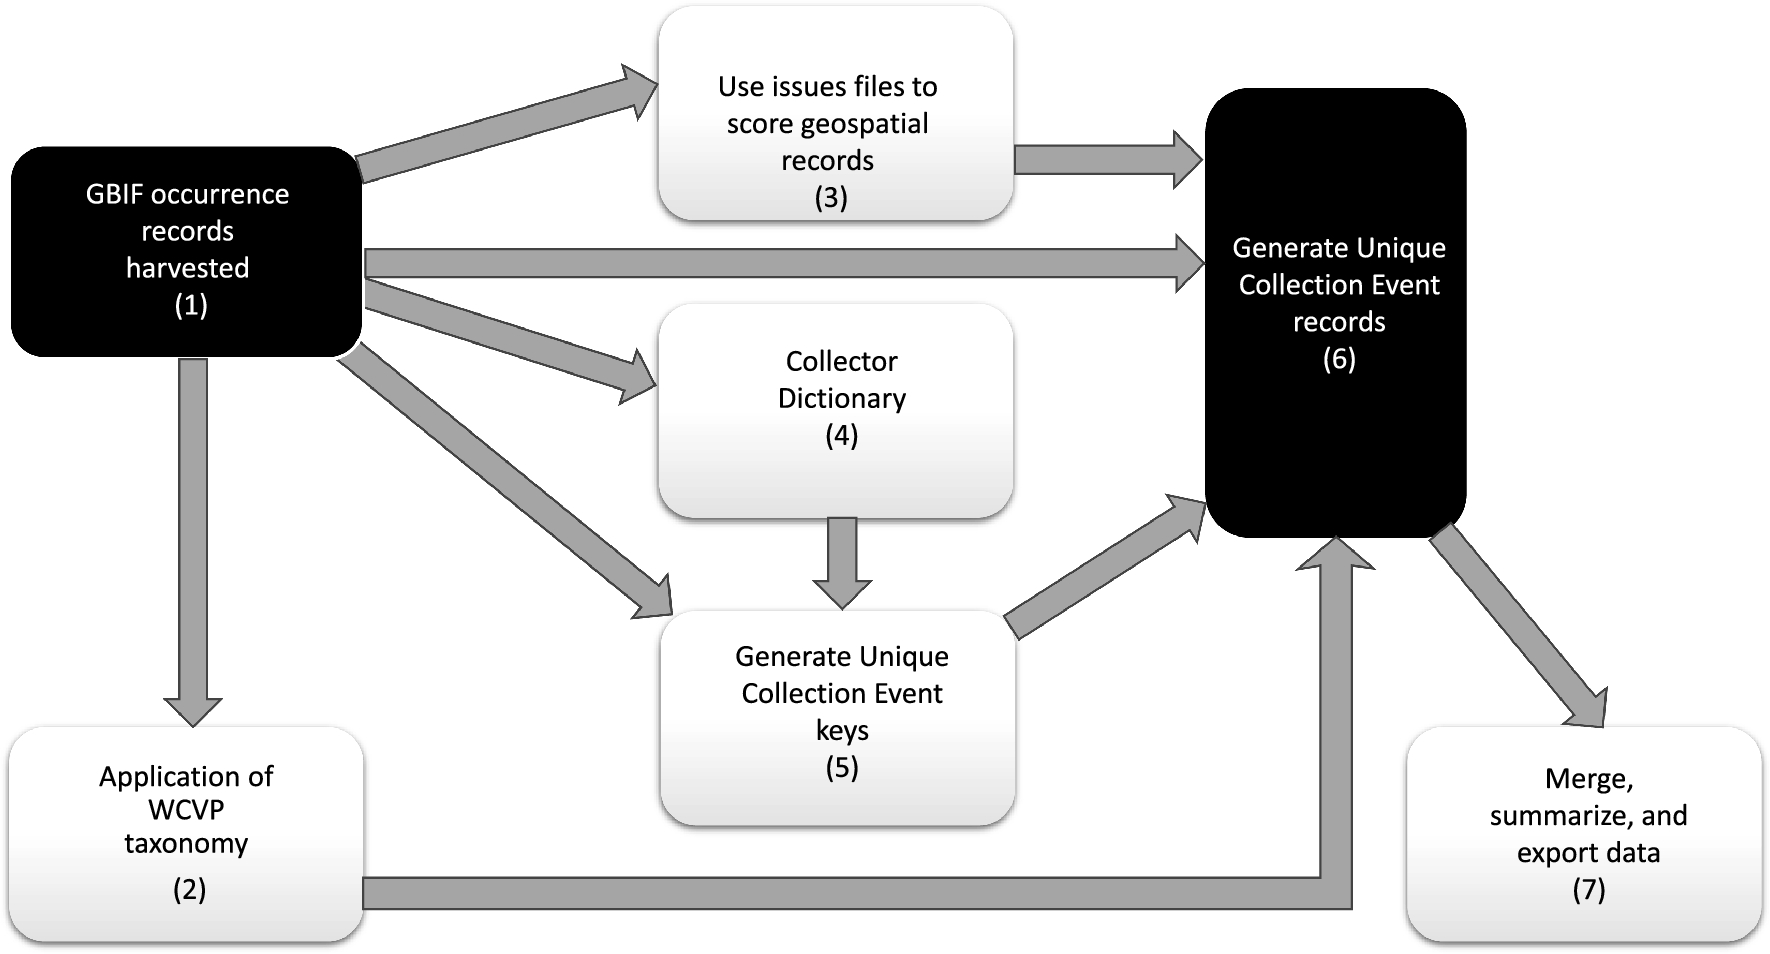 GBIF occurrence
records
harvested
(1)
Application of
WCVP
taxonomy
(2)
Use issues files to
score geospatial
records
(3)
Collector
Dictionary
(4)
Generate Unique
Collection Event
keys
(5)
Generate Unique
Collection Event
records
(6)
Merge,
summarize, and
export data
(7)